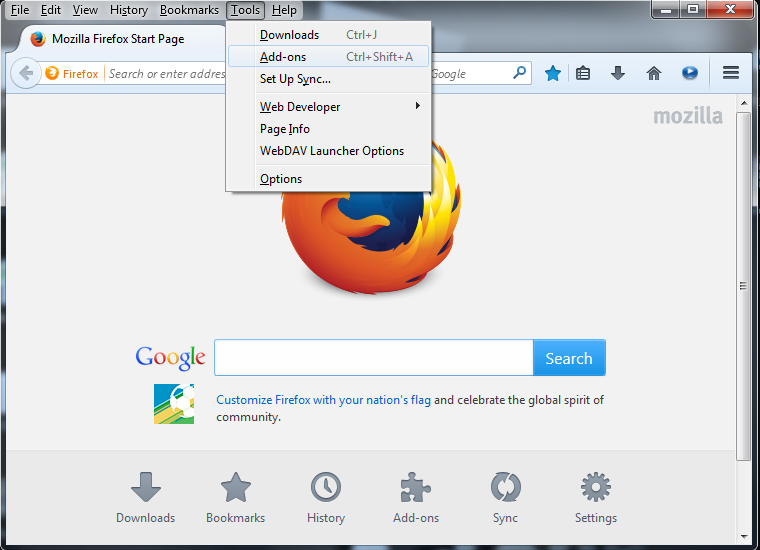 File Edit View History Bookmarks Tools Help
Mozilla Firefox Start Page
Downloads Ctrl+J
Add-ons Ctrl+Shift+A
Set Up Sync...
Web Developer
Page Info
WebDAV Launcher Options
Options
Firefox Search or enter addres Google
mozilla
Google Search
Customize Firefox with your nation's flag and celebrate the global spirit of
community.
Downloads Bookmarks History Add-ons Sync Settings